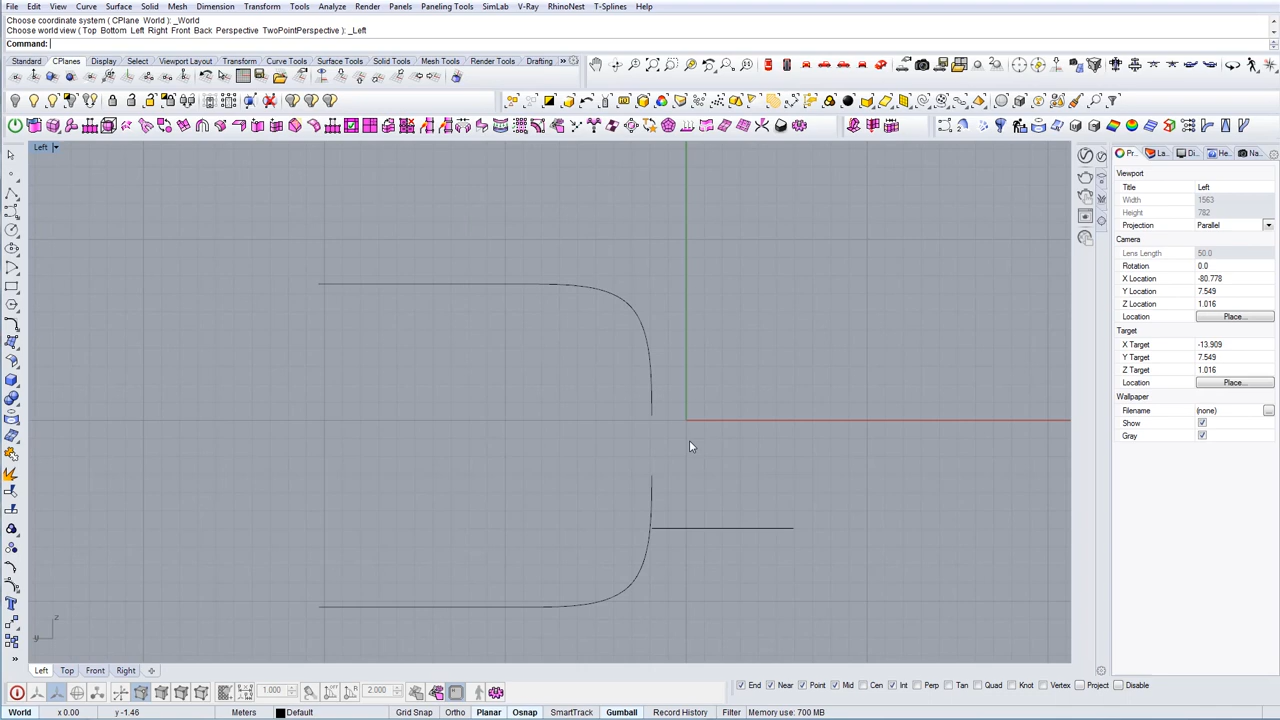 File Edit View Curve Surface Solid Mesh Dimension Transform Tools Analyze Render Panels Paneling Tools SimLab V-Ray RhinoNest T-Splines Help
Choose coordinate system ( CPlane World ): _World
Choose world view ( Top Bottom Left Right Front Back Perspective TwoPointPerspective ): _Left
Command:
Standard CPlanes Display Select Viewport Layout Transform Curve Tools Surface Tools Solid Tools Mesh Tools Render Tools Drafting
Left
Pr... La... Di... He... Na...
Viewport
Title Left
Width 1563
Height 782
Projection Parallel
Camera
Lens Length 50.0
Rotation 0.0
X Location -80.778
Y Location 7.549
Z Location 1.016
Location Place...
Target
X Target -13.909
Y Target 7.549
Z Target 1.016
Location Place...
Wallpaper
Filename (none) ...
Show
Gray
z
y
Left Top Front Right
1.000 2.000
End Near Point Mid Cen Int Perp Tan Quad Knot Vertex Project Disable
World x 0.00 y -1.46 Meters Default Grid Snap Ortho Planar Osnap SmartTrack Gumball Record History Filter Memory use: 700 MB